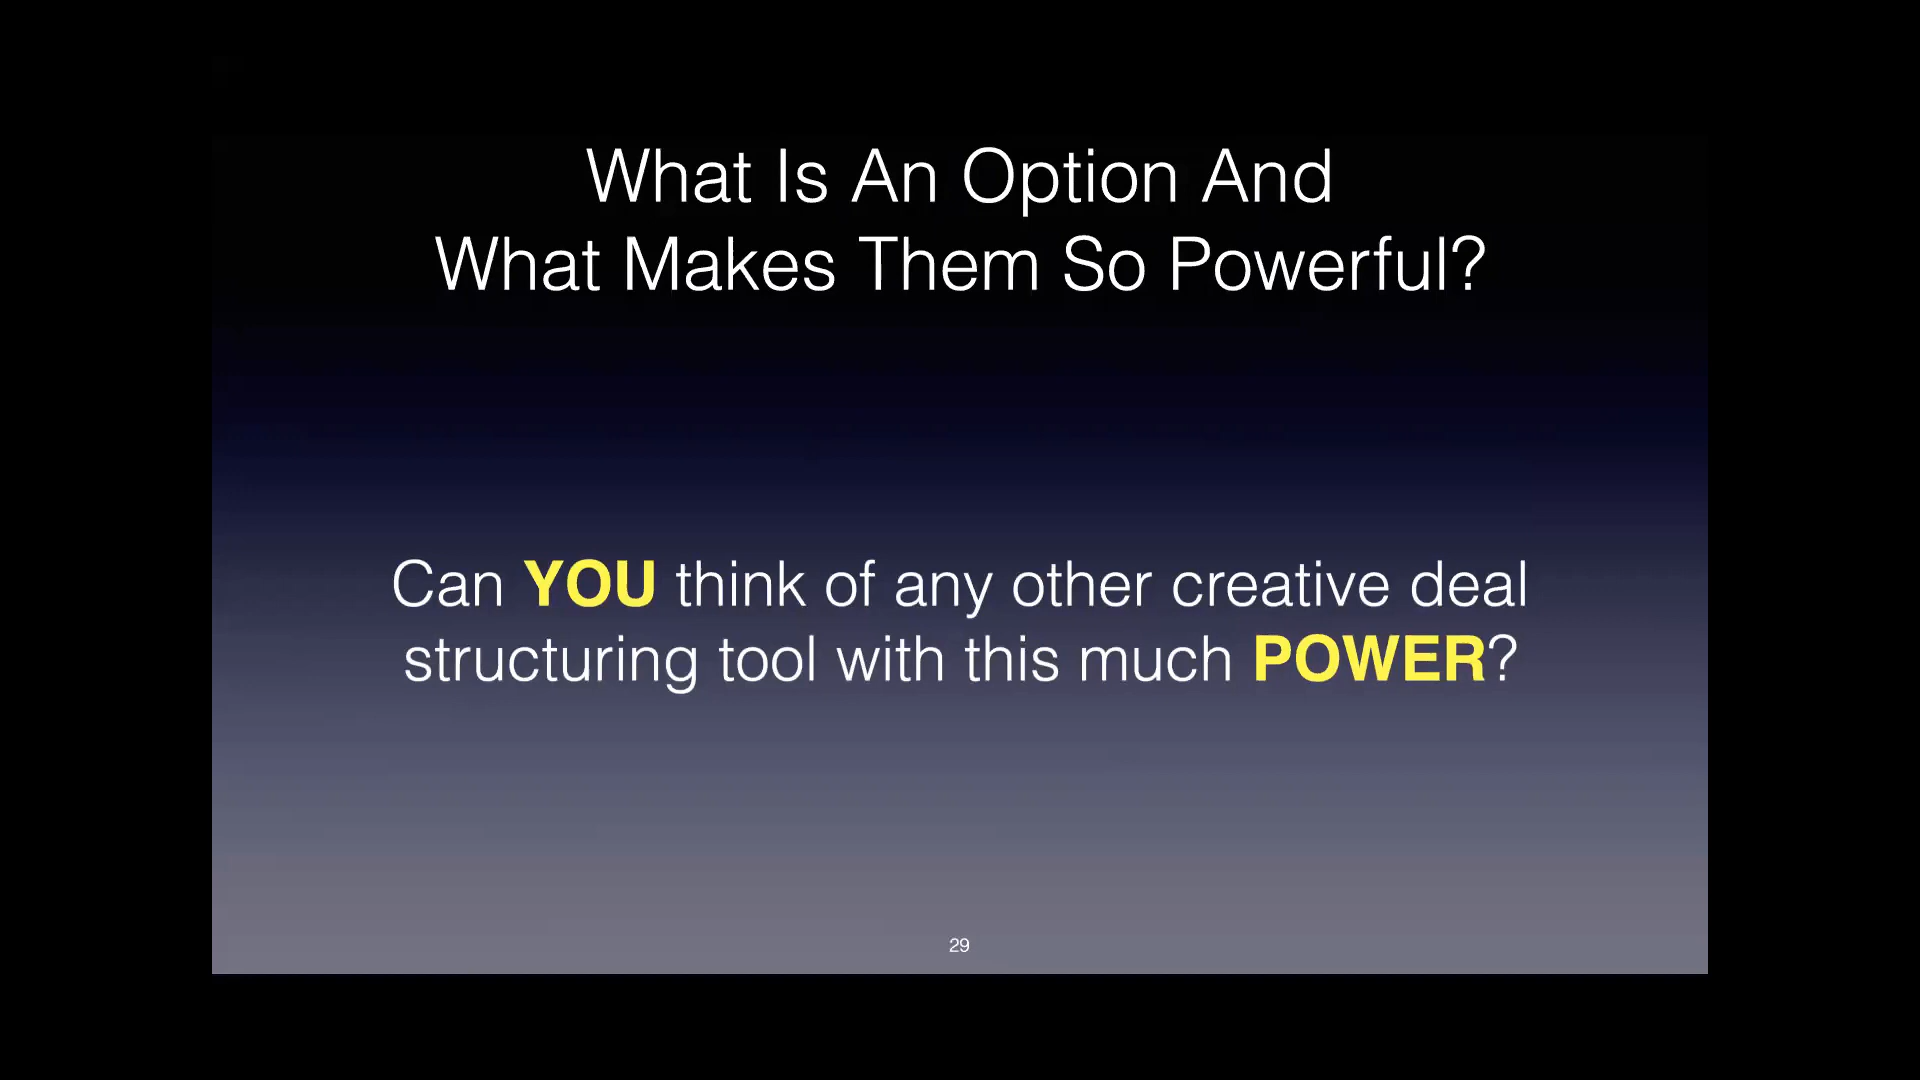 What Is An Option And
What Makes Them So Powerful?
Can YOU think of any other creative deal
structuring tool with this much POWER?
29